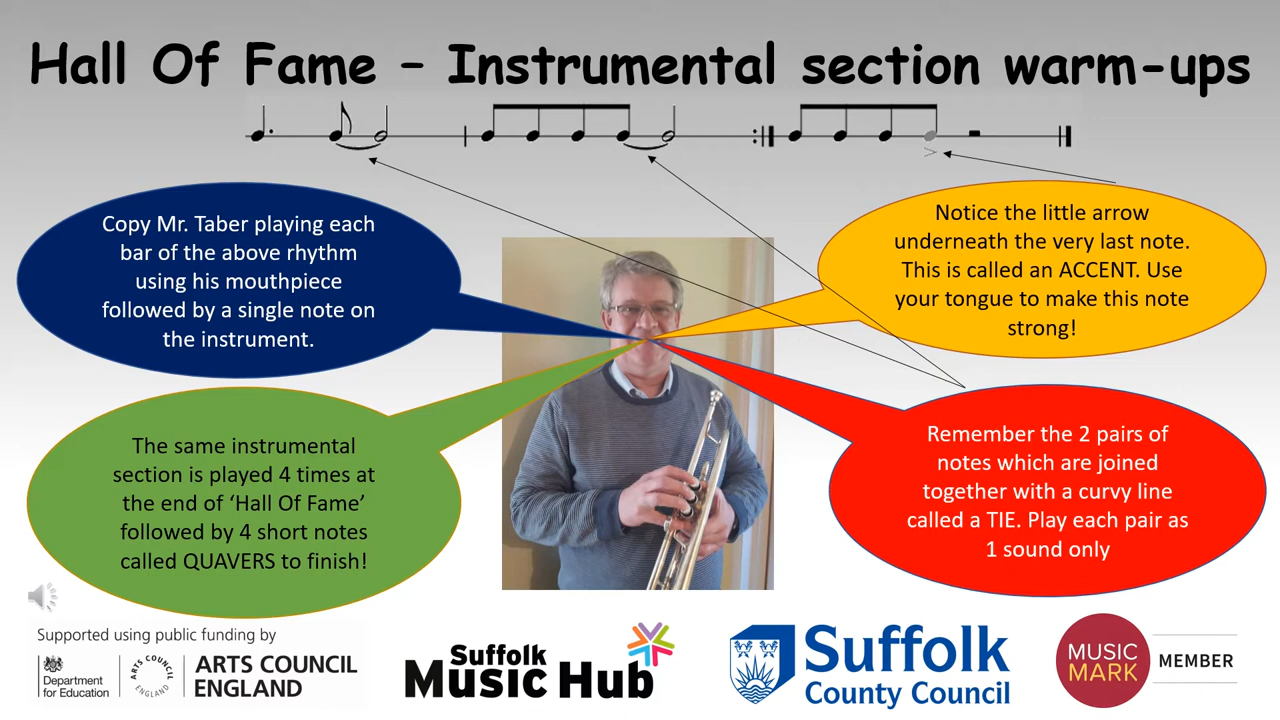 Hall Of Fame – Instrumental section warm-ups
Copy Mr. Taber playing each
bar of the above rhythm
using his mouthpiece
followed by a single note on
the instrument.
Notice the little arrow
underneath the very last note.
This is called an ACCENT. Use
your tongue to make this note
strong!
The same instrumental
section is played 4 times at
the end of ‘Hall Of Fame’
followed by 4 short notes
called QUAVERS to finish!
Remember the 2 pairs of
notes which are joined
together with a curvy line
called a TIE. Play each pair as
1 sound only
Supported using public funding by
Department
for Education
ARTS COUNCIL
ENGLAND
ARTS COUNCIL
ENGLAND
Suffolk
Music Hub
Suffolk
County Council
MUSIC
MARK
MEMBER